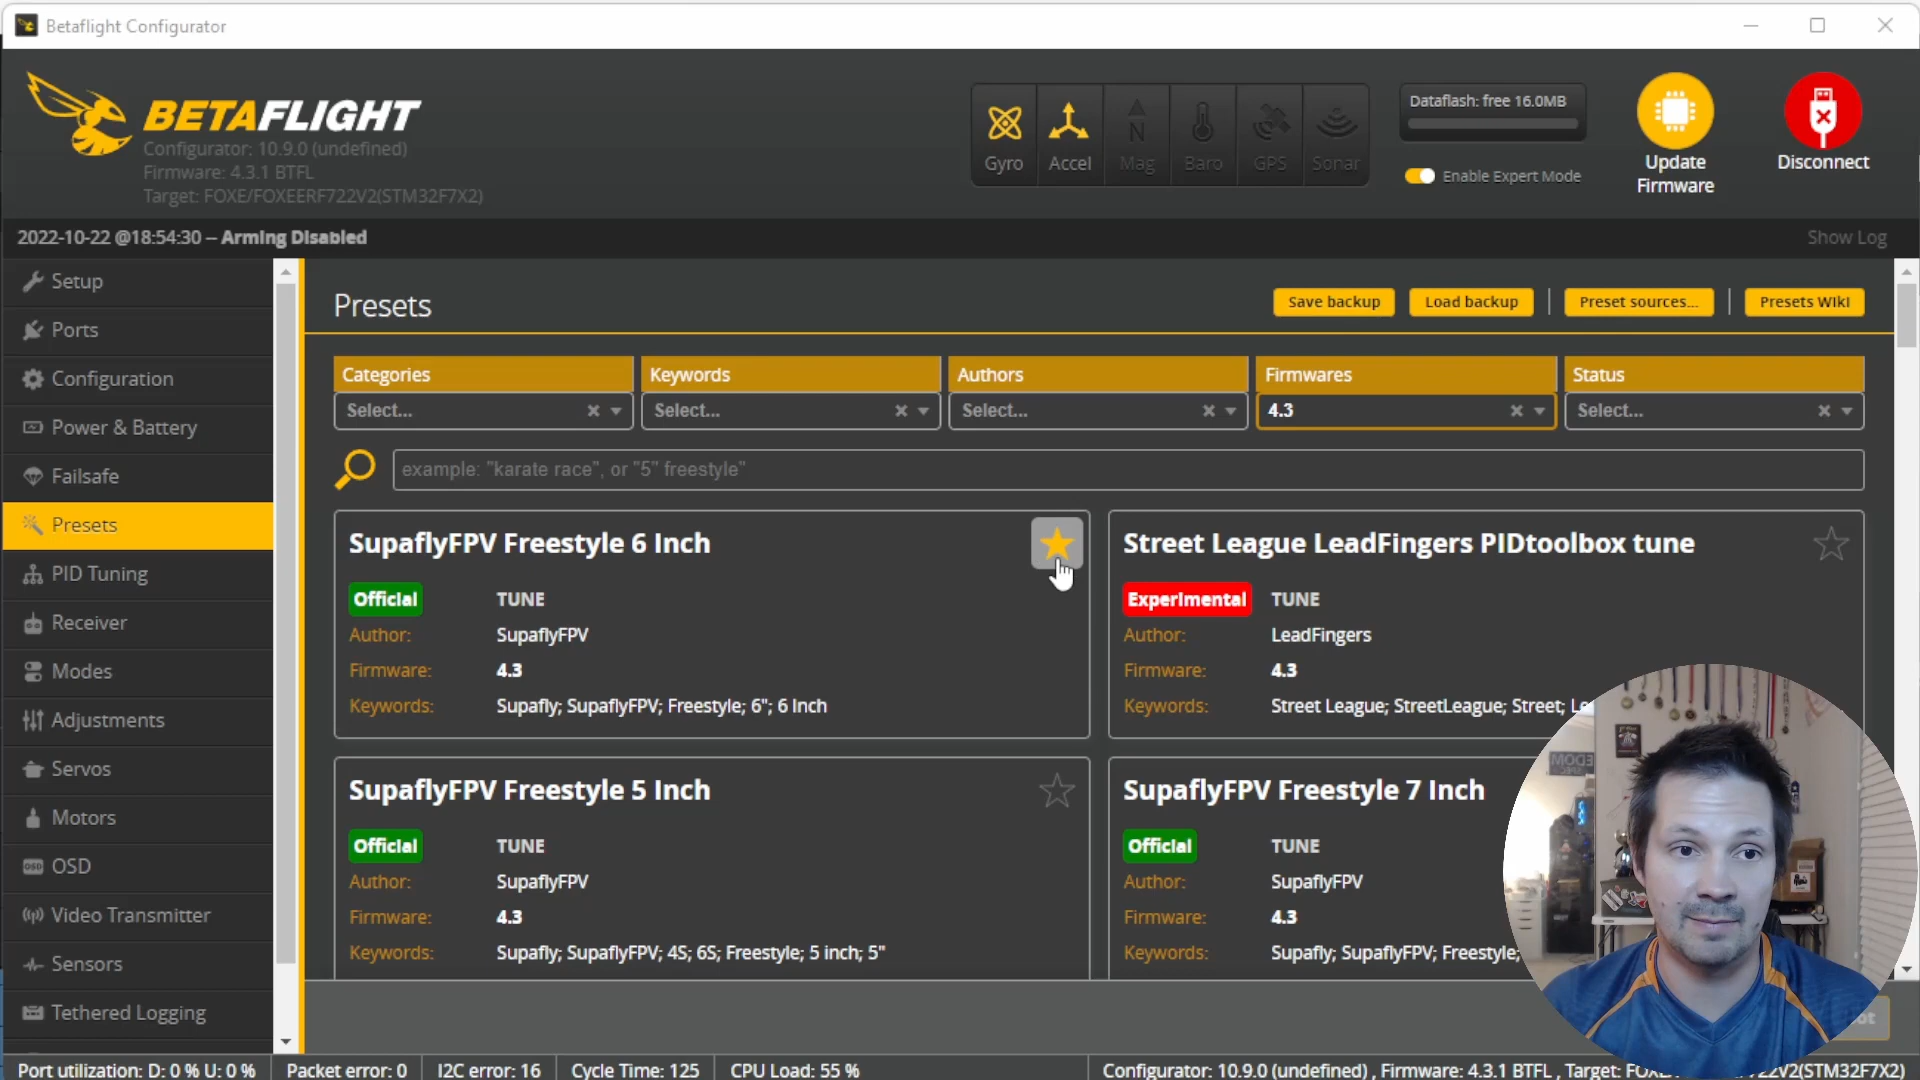 Betaflight Configurator
BETAFLIGHT
Configurator: 10.9.0 (undefined)
Firmware: 4.3.1 BTFL
Target: FOXE/FOXEERF722V2(STM32F7X2)
Gyro
Accel
Mag
Baro
GPS
Sonar
Dataflash: free 16.0MB
Enable Expert Mode
Update
Firmware
Disconnect
2022-10-22 @18:54:30 -- Arming Disabled
Show Log
Setup
Ports
Configuration
Power & Battery
Failsafe
Presets
PID Tuning
Receiver
Modes
Adjustments
Servos
Motors
OSD
OSD
Video Transmitter
Sensors
Tethered Logging
Presets
Save backup
Load backup
Preset sources...
Presets Wiki
Categories
Keywords
Authors
Firmwares
Status
Select...
Select...
Select...
4.3
Select...
example: "karate race", or "5" freestyle"
SupaflyFPV Freestyle 6 Inch
Official TUNE
Author: SupaflyFPV
Firmware: 4.3
Keywords: Supafly; SupaflyFPV; Freestyle; 6"; 6 Inch
Street League LeadFingers PIDtoolbox tune
Experimental TUNE
Author: LeadFingers
Firmware: 4.3
Keywords: Street League; StreetLeague; Street;
SupaflyFPV Freestyle 5 Inch
Official TUNE
Author: SupaflyFPV
Firmware: 4.3
Keywords: Supafly; SupaflyFPV; 4S; 6S; Freestyle; 5 inch; 5"
SupaflyFPV Freestyle 7 Inch
Official TUNE
Author: SupaflyFPV
Firmware: 4.3
Keywords: Supafly; SupaflyFPV; Freestyle;
Port utilization: D: 0 % U: 0 %
Packet error: 0
I2C error: 16
Cycle Time: 125
CPU Load: 55 %
Configurator: 10.9.0 (undefined) , Firmware: 4.3.1 BTFL , Target: